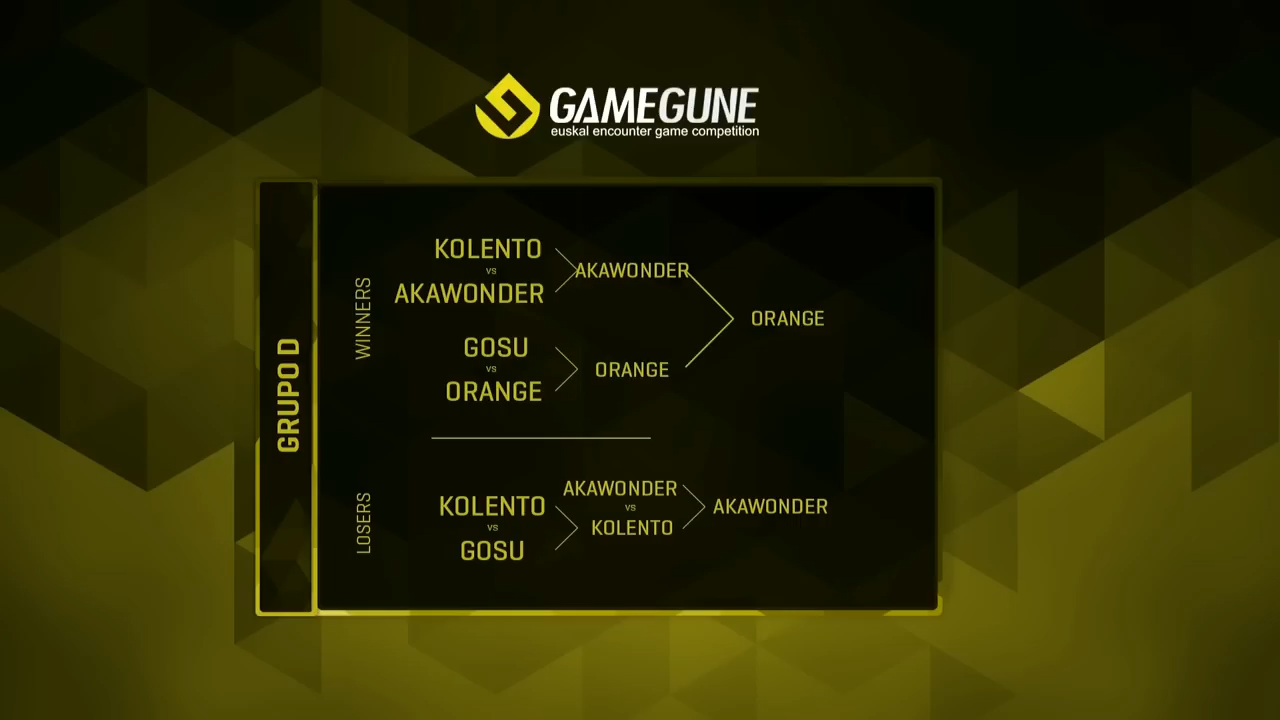 GAMEGUNE
euskal encounter game competition
GRUPO D
WINNERS
KOLENTO
vs
AKAWONDER
AKAWONDER
GOSU
vs
ORANGE
ORANGE
ORANGE
LOSERS
KOLENTO
vs
GOSU
AKAWONDER
vs
KOLENTO
AKAWONDER